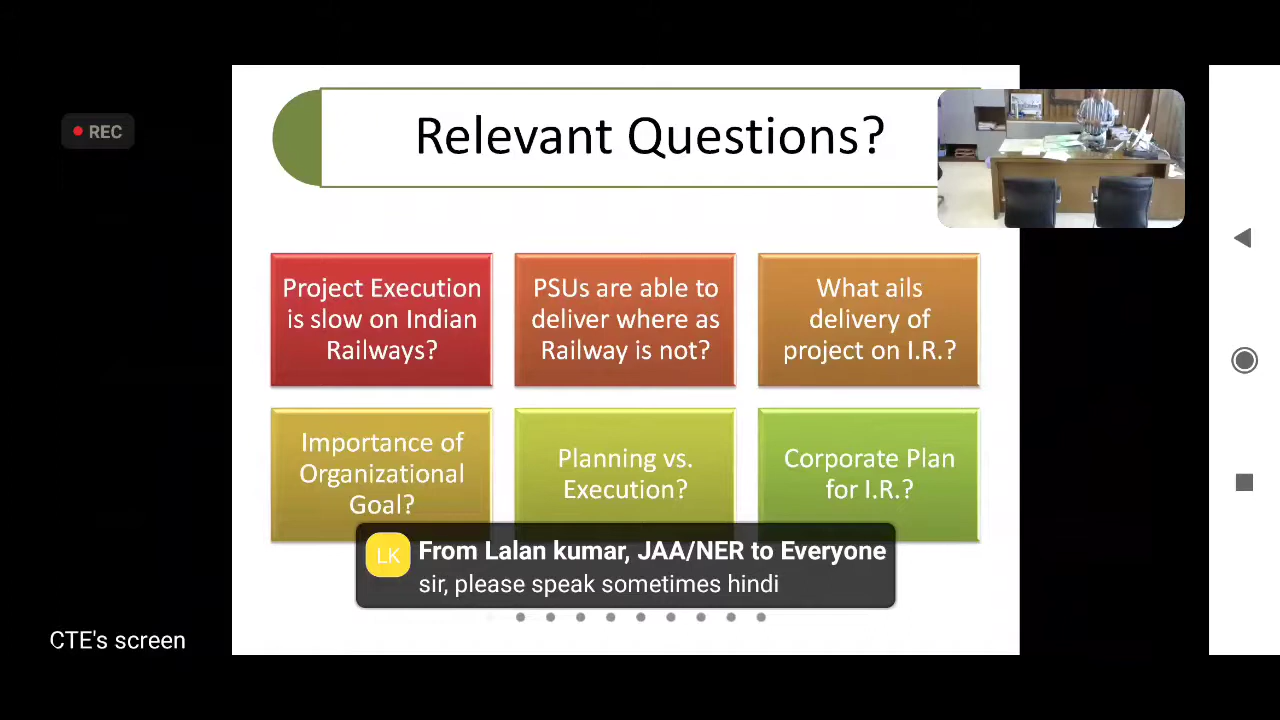 REC
Relevant Questions?
Project Execution
is slow on Indian
Railways?
PSUs are able to
deliver where as
Railway is not?
What ails
delivery of
project on I.R.?
Importance of
Organizational
Goal?
Planning vs.
Execution?
Corporate Plan
for I.R.?
LK
From Lalan kumar, JAA/NER to Everyone
sir, please speak sometimes hindi
CTE's screen